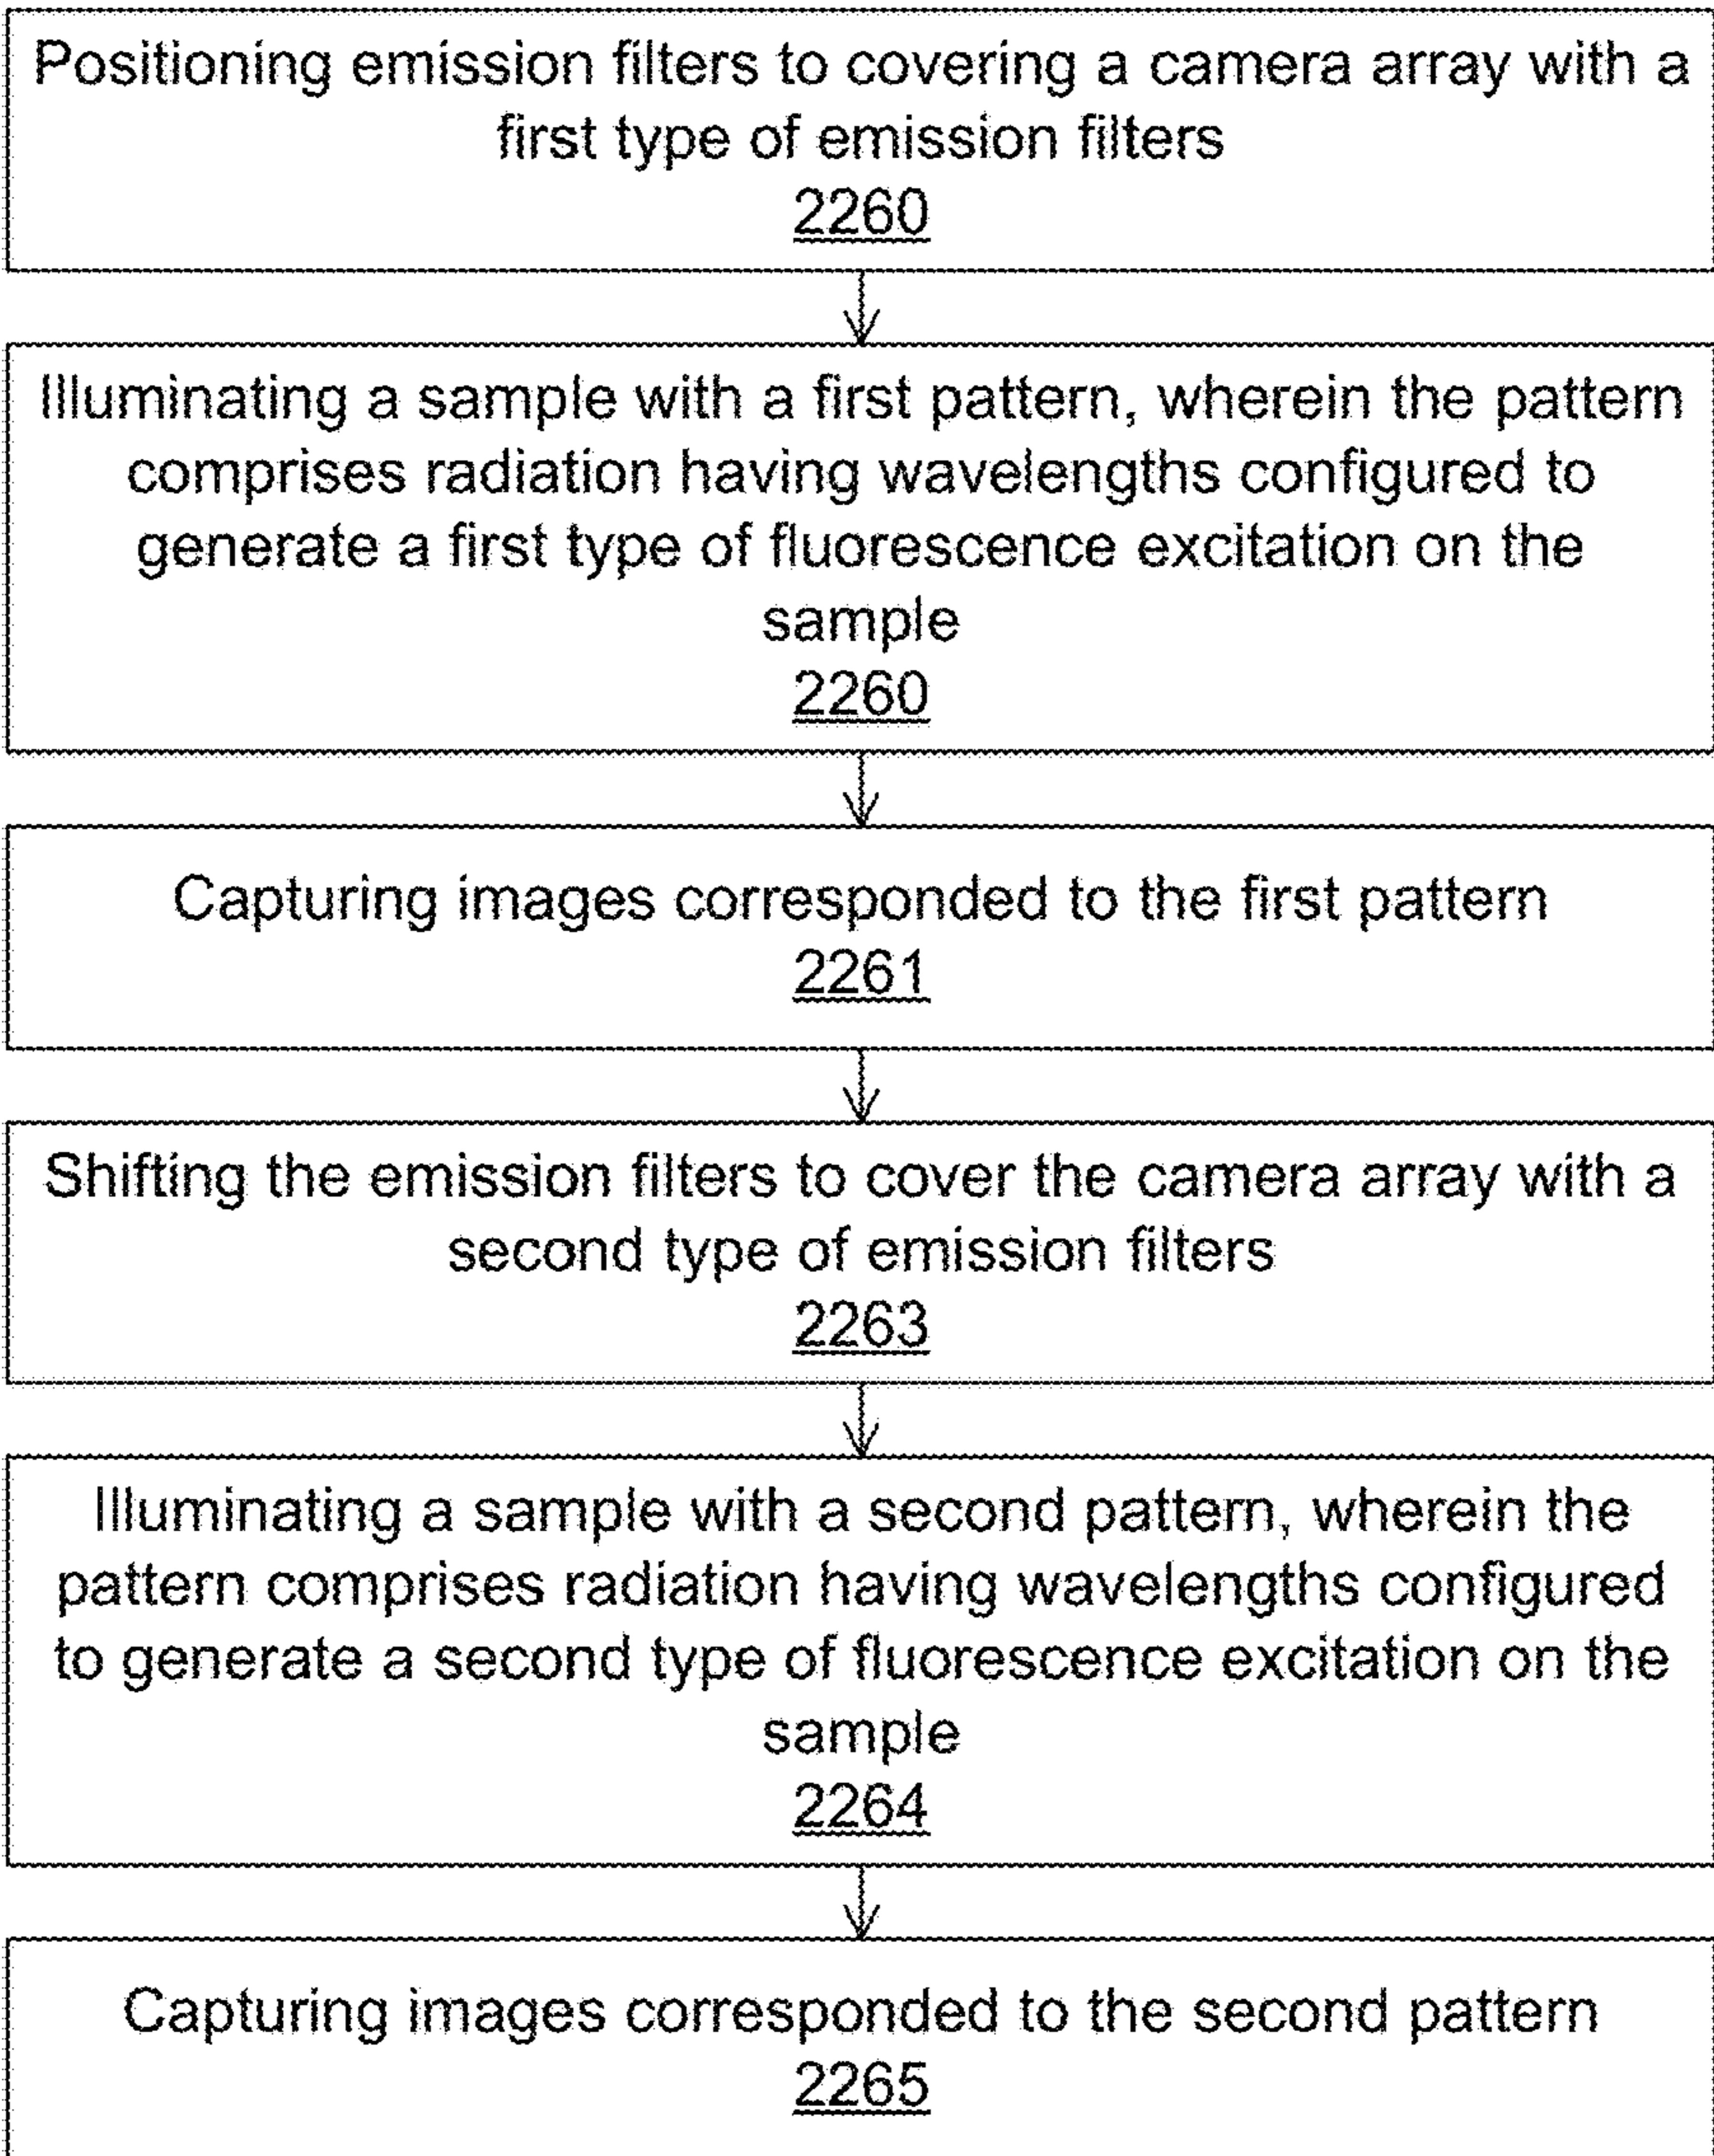 Positioning emission filters to covering a camera array with a
first type of emission filters
2260
Illuminating a sample with a first pattern, wherein the pattern
comprises radiation having wavelengths configured to
generate a first type of fluorescence excitation on the
sample
2260
Capturing images corresponded to the first pattern
2261
Shifting the emission filters to cover the camera array with a
second type of emission filters
2263
Illuminating a sample with a second pattern, wherein the
pattern comprises radiation having wavelengths configured
to generate a second type of fluorescence excitation on the
sample
2264
Capturing images corresponded to the second pattern
2265